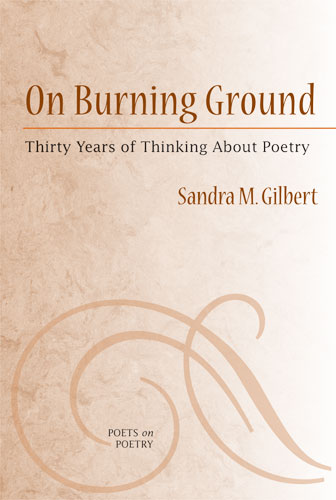 On Burning Ground
Thirty Years of Thinking About Poetry
Sandra M. Gilbert
POETS on
POETRY